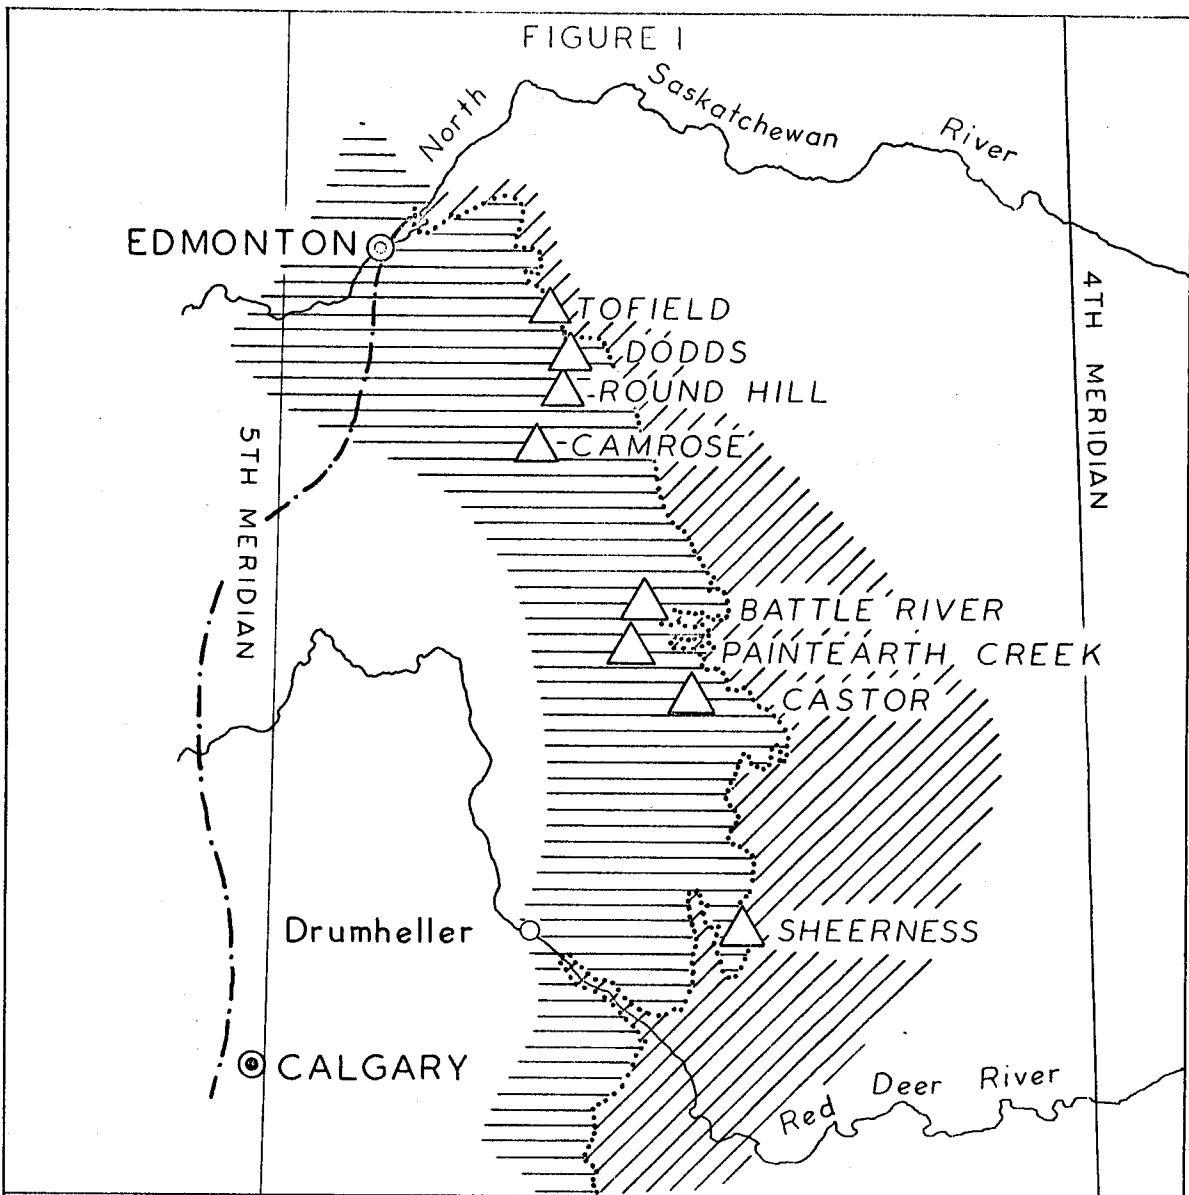 FIGURE 1
North
Saskatchewan
River
EDMONTON
TOFIELD
DODDS
ROUND HILL
CAMROSE
4TH MERIDIAN
5TH MERIDIAN
BATTLE RIVER
PAINTEARTH CREEK
CASTOR
Drumheller
SHEERNESS
CALGARY
Red Deer River